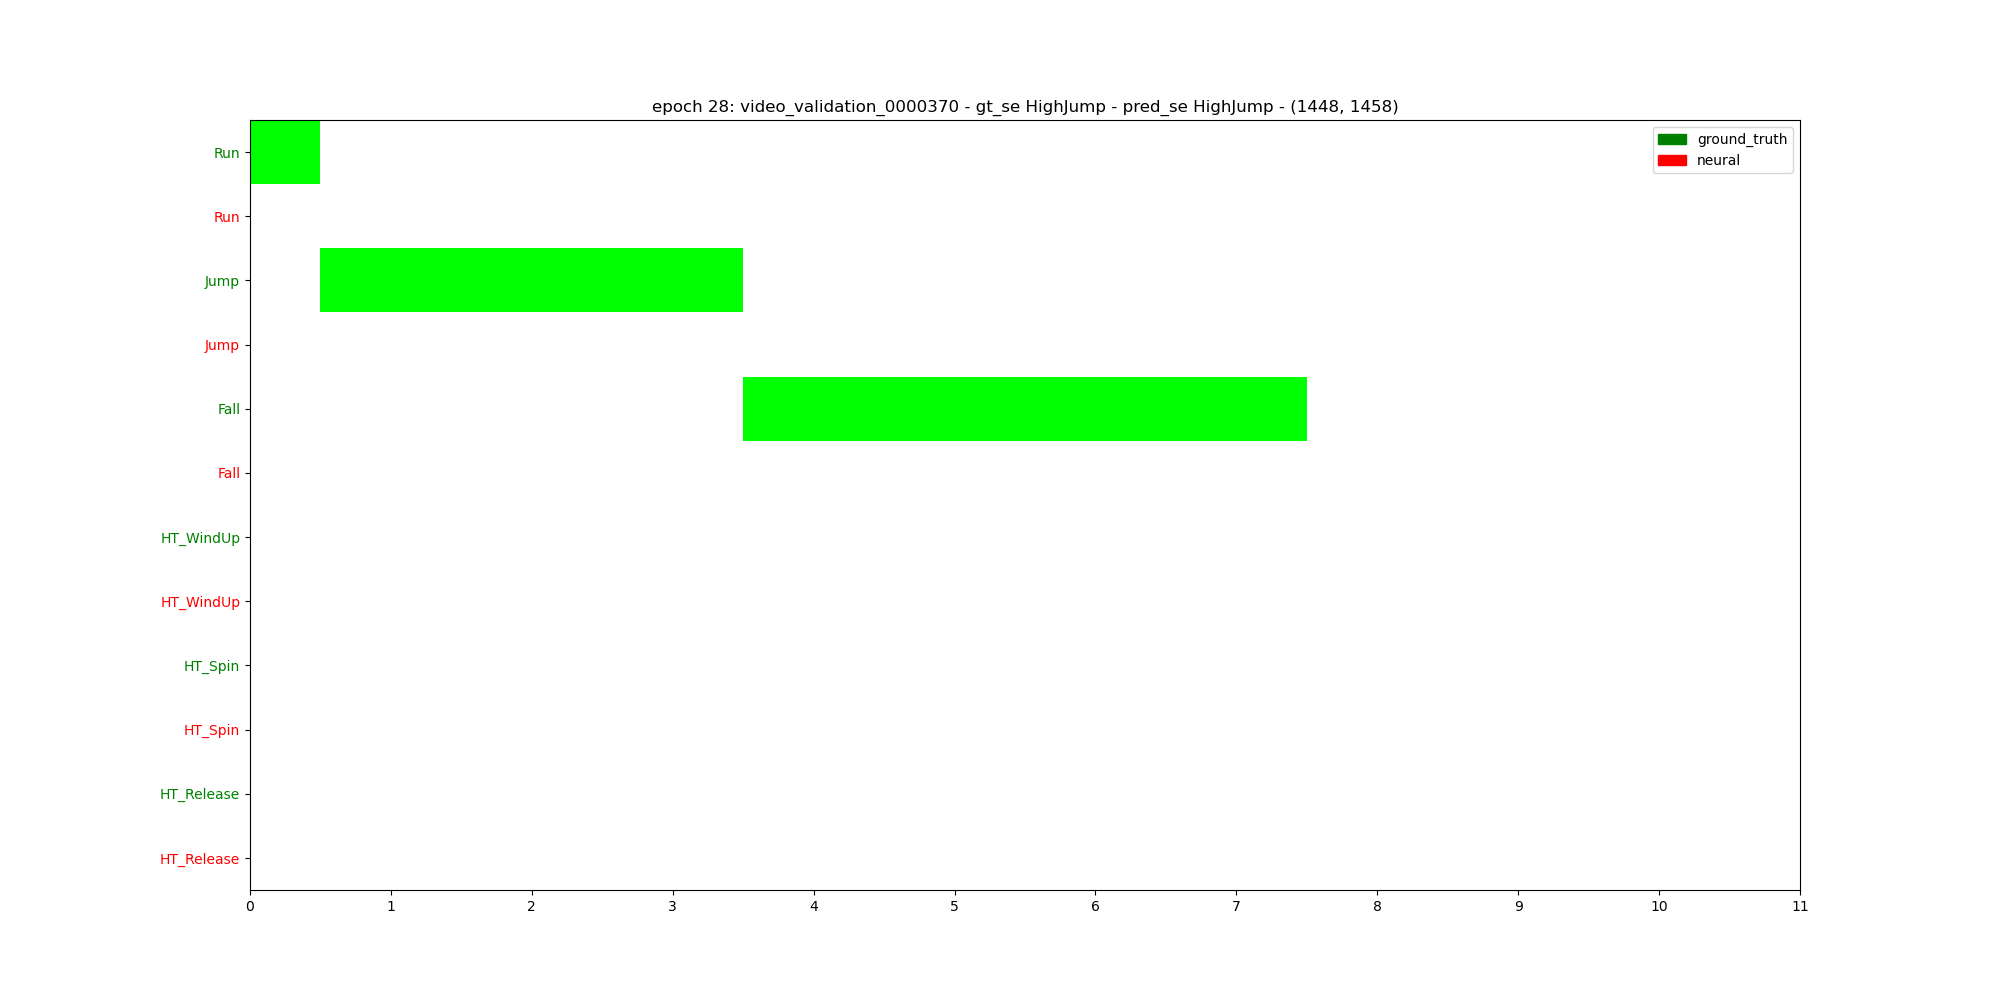 epoch 28: video_validation_0000370 - gt_se HighJump - pred_se HighJump - (1448, 1458)
ground_truth
neural
Run
Run
Jump
Jump
Fall
Fall
HT_WindUp
HT_WindUp
HT_Spin
HT_Spin
HT_Release
HT_Release
0 1 2 3 4 5 6 7 8 9 10 11